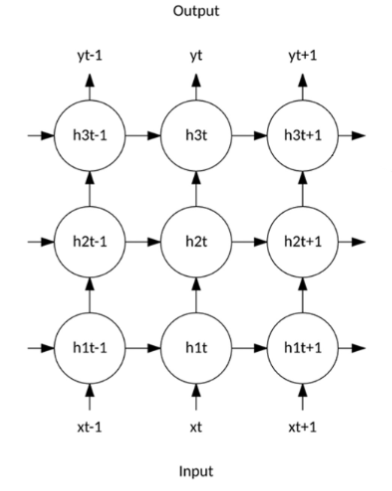 Output
yt-1 yt yt+1
h3t-1 h3t h3t+1
h2t-1 h2t h2t+1
h1t-1 h1t h1t+1
xt-1 xt xt+1
Input